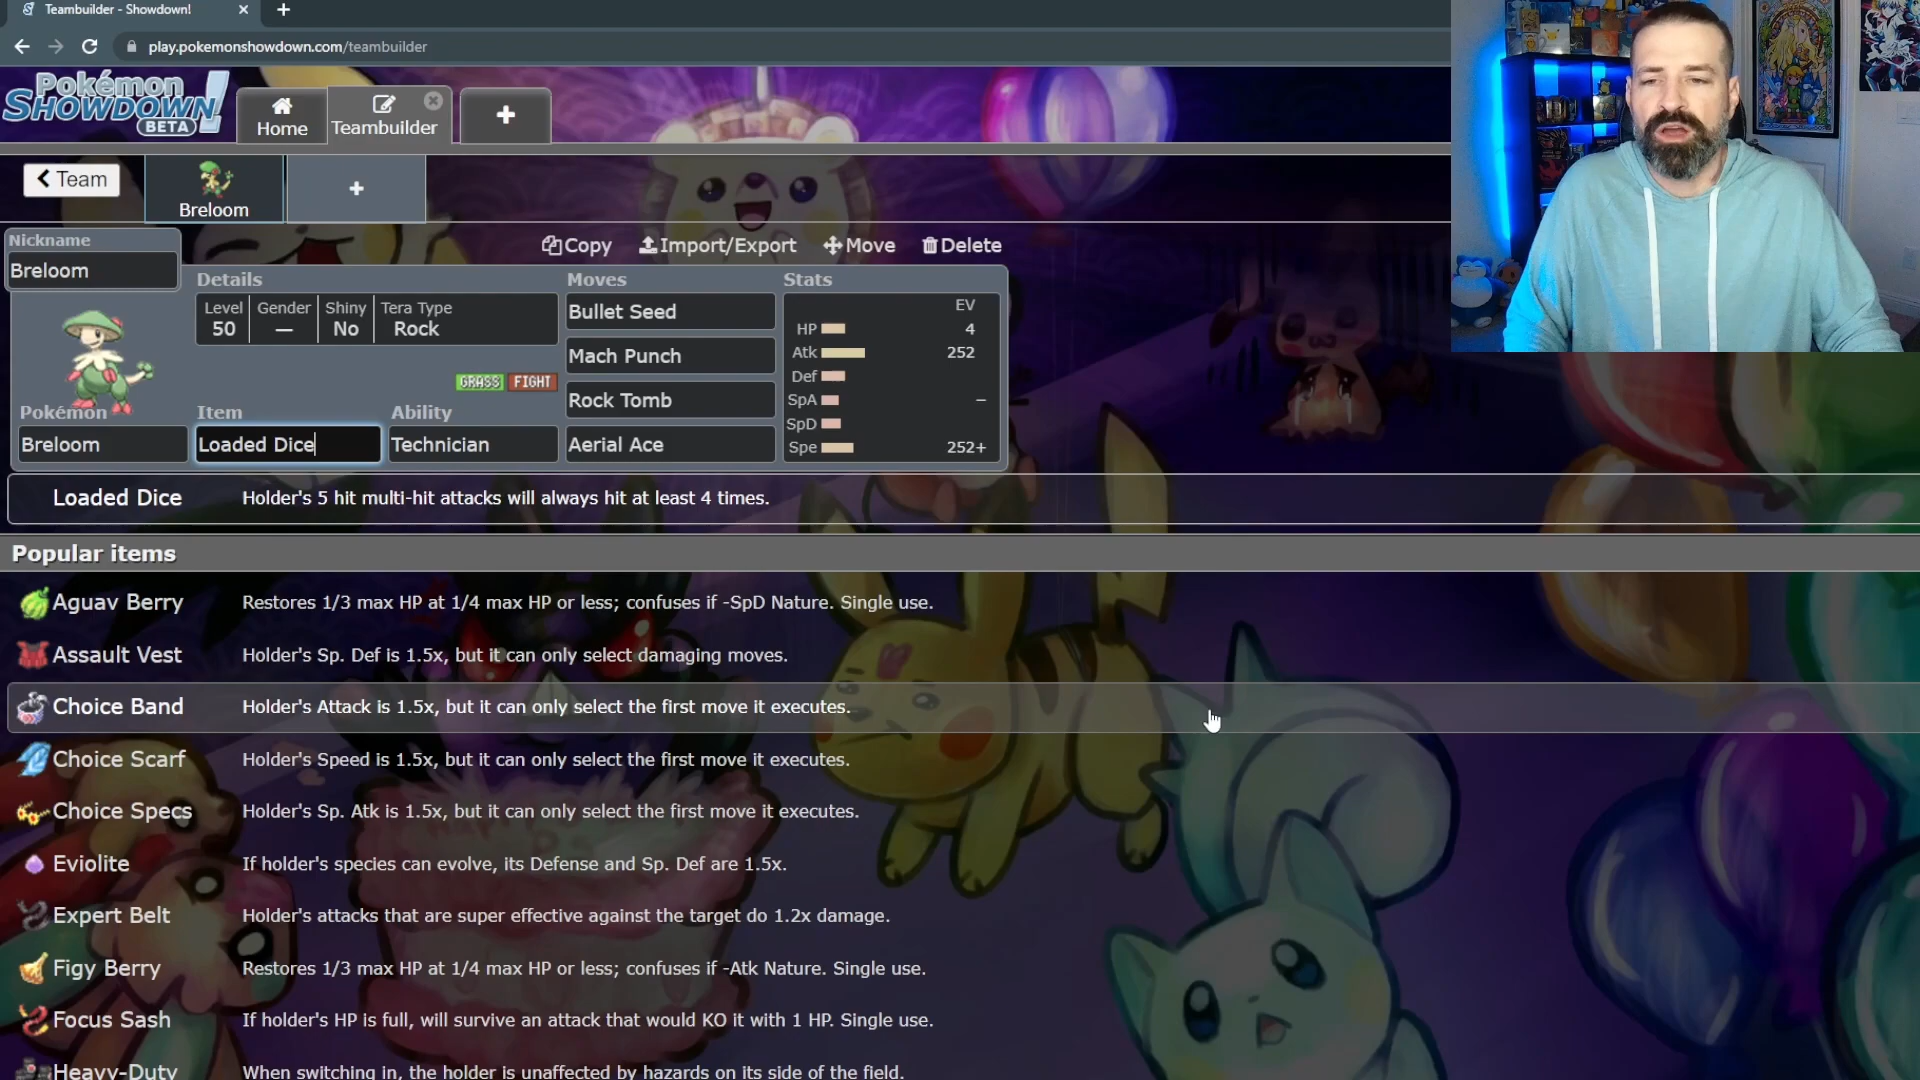 Teambuilder - Showdown!
play.pokemonshowdown.com/teambuilder
Pokémon
SHOWDOWN!
BETA
Home
Teambuilder
Team
Breloom
Nickname
Breloom
Copy
Import/Export
Move
Delete
Details
Moves
Stats
Level
Gender
Shiny
Tera Type
50
—
No
Rock
GRASS
FIGHT
Bullet Seed
Mach Punch
Rock Tomb
Aerial Ace
EV
HP 4
Atk 252
Def
SpA –
SpD
Spe 252+
Pokémon
Item
Ability
Breloom
Loaded Dice
Technician
Loaded Dice Holder's 5 hit multi-hit attacks will always hit at least 4 times.
Popular items
Aguav Berry Restores 1/3 max HP at 1/4 max HP or less; confuses if -SpD Nature. Single use.
Assault Vest Holder's Sp. Def is 1.5x, but it can only select damaging moves.
Choice Band Holder's Attack is 1.5x, but it can only select the first move it executes.
Choice Scarf Holder's Speed is 1.5x, but it can only select the first move it executes.
Choice Specs Holder's Sp. Atk is 1.5x, but it can only select the first move it executes.
Eviolite If holder's species can evolve, its Defense and Sp. Def are 1.5x.
Expert Belt Holder's attacks that are super effective against the target do 1.2x damage.
Figy Berry Restores 1/3 max HP at 1/4 max HP or less; confuses if -Atk Nature. Single use.
Focus Sash If holder's HP is full, will survive an attack that would KO it with 1 HP. Single use.
Heavy-Duty When switching in, the holder is unaffected by hazards on its side of the field.